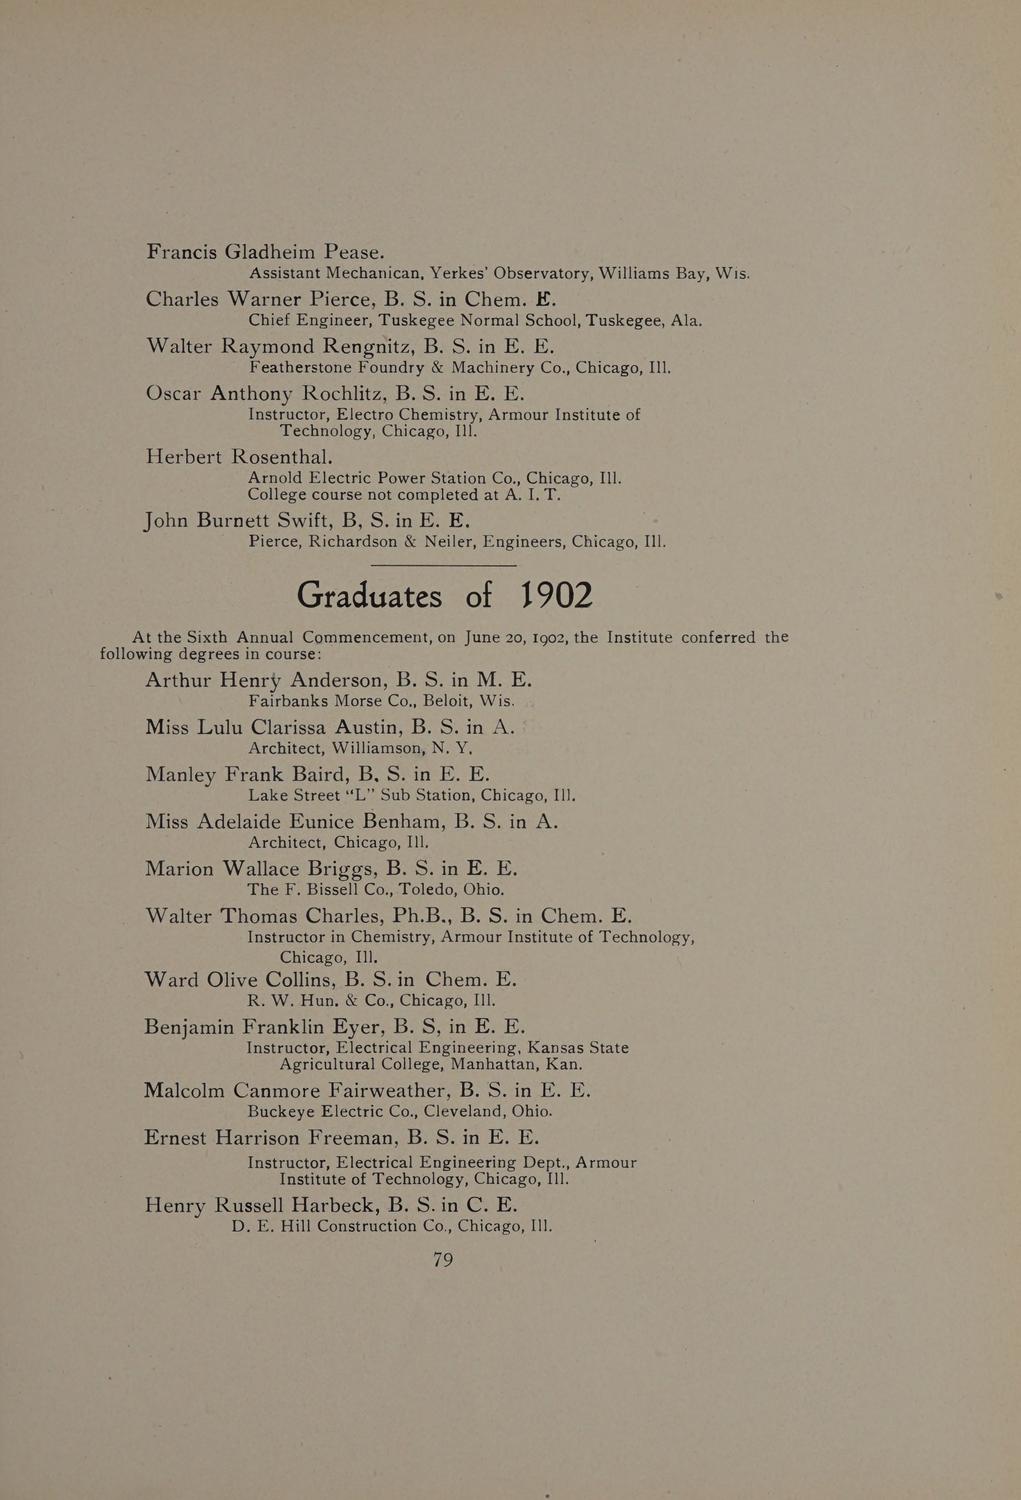 Francis Gladheim Pease.
Assistant Mechanican, Yerkes' Observatory, Williams Bay, Wis.
Charles Warner Pierce, B. S. in Chem. E.
Chief Engineer, Tuskegee Normal School, Tuskegee, Ala.
Walter Raymond Rengnitz, B. S. in E. E.
Featherstone Foundry & Machinery Co., Chicago, Ill.
Oscar Anthony Rochlitz, B. S. in E. E.
Instructor, Electro Chemistry, Armour Institute of
Technology, Chicago, Ill.
Herbert Rosenthal.
Arnold Electric Power Station Co., Chicago, Ill.
College course not completed at A. I. T.
John Burnett Swift, B, S. in E. E.
Pierce, Richardson & Neiler, Engineers, Chicago, Ill.
Graduates of 1902
At the Sixth Annual Commencement, on June 20, 1902, the Institute conferred the
following degrees in course:
Arthur Henry Anderson, B. S. in M. E.
Fairbanks Morse Co., Beloit, Wis.
Miss Lulu Clarissa Austin, B. S. in A.
Architect, Williamson, N. Y.
Manley Frank Baird, B. S. in E. E.
Lake Street “L” Sub Station, Chicago, Ill.
Miss Adelaide Eunice Benham, B. S. in A.
Architect, Chicago, Ill.
Marion Wallace Briggs, B. S. in E. E.
The F. Bissell Co., Toledo, Ohio.
Walter Thomas Charles, Ph.B., B. S. in Chem. E.
Instructor in Chemistry, Armour Institute of Technology,
Chicago, Ill.
Ward Olive Collins, B. S. in Chem. E.
R. W. Hun. & Co., Chicago, Ill.
Benjamin Franklin Eyer, B. S, in E. E.
Instructor, Electrical Engineering, Kansas State
Agricultural College, Manhattan, Kan.
Malcolm Canmore Fairweather, B. S. in E. E.
Buckeye Electric Co., Cleveland, Ohio.
Ernest Harrison Freeman, B. S. in E. E.
Instructor, Electrical Engineering Dept., Armour
Institute of Technology, Chicago, Ill.
Henry Russell Harbeck, B. S. in C. E.
D. E. Hill Construction Co., Chicago, Ill.
79